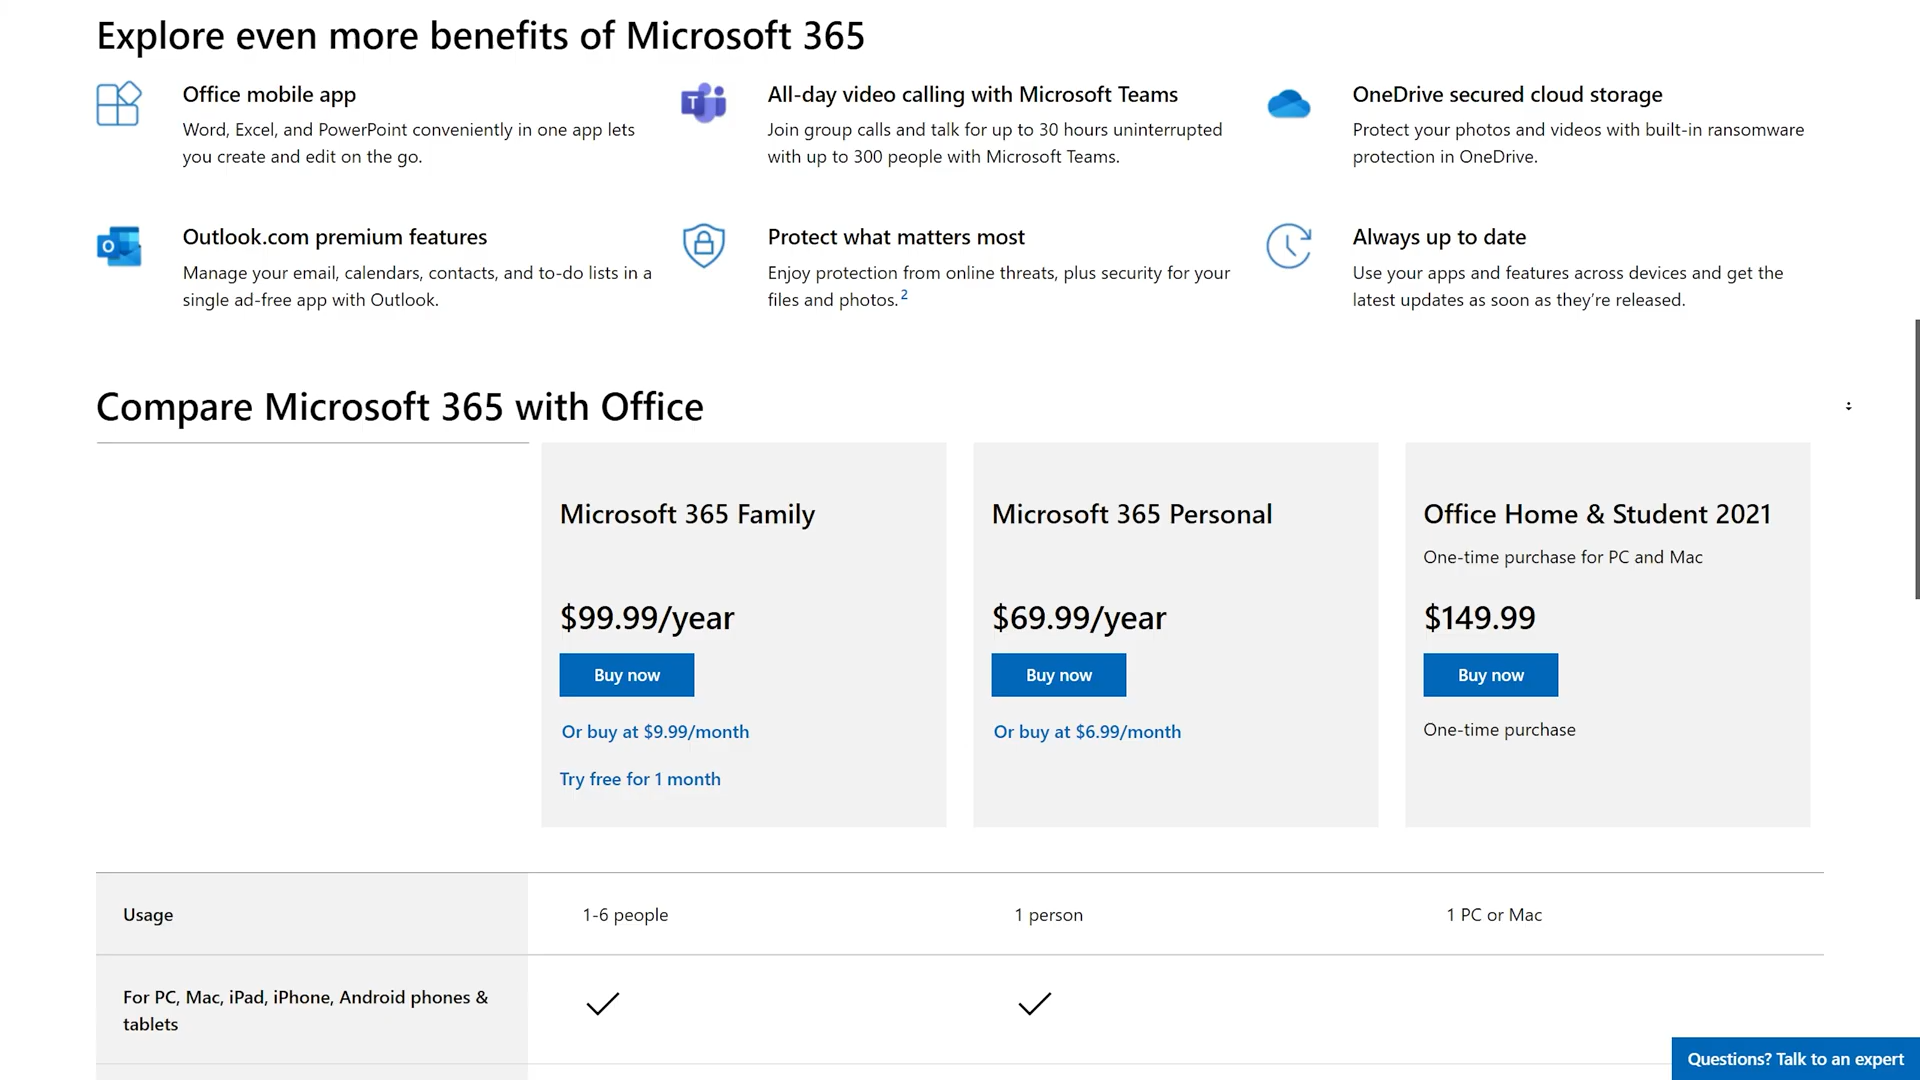 Explore even more benefits of Microsoft 365
Office mobile app
Word, Excel, and PowerPoint conveniently in one app lets
you create and edit on the go.
T
All-day video calling with Microsoft Teams
Join group calls and talk for up to 30 hours uninterrupted
with up to 300 people with Microsoft Teams.
OneDrive secured cloud storage
Protect your photos and videos with built-in ransomware
protection in OneDrive.
O
Outlook.com premium features
Manage your email, calendars, contacts, and to-do lists in a
single ad-free app with Outlook.
Protect what matters most
Enjoy protection from online threats, plus security for your
files and photos.2
Always up to date
Use your apps and features across devices and get the
latest updates as soon as they’re released.
Compare Microsoft 365 with Office
Microsoft 365 Family
$99.99/year
Buy now
Or buy at $9.99/month
Try free for 1 month
Microsoft 365 Personal
$69.99/year
Buy now
Or buy at $6.99/month
Office Home & Student 2021
One-time purchase for PC and Mac
$149.99
Buy now
One-time purchase
Usage
1-6 people
1 person
1 PC or Mac
For PC, Mac, iPad, iPhone, Android phones &
tablets
Questions? Talk to an expert